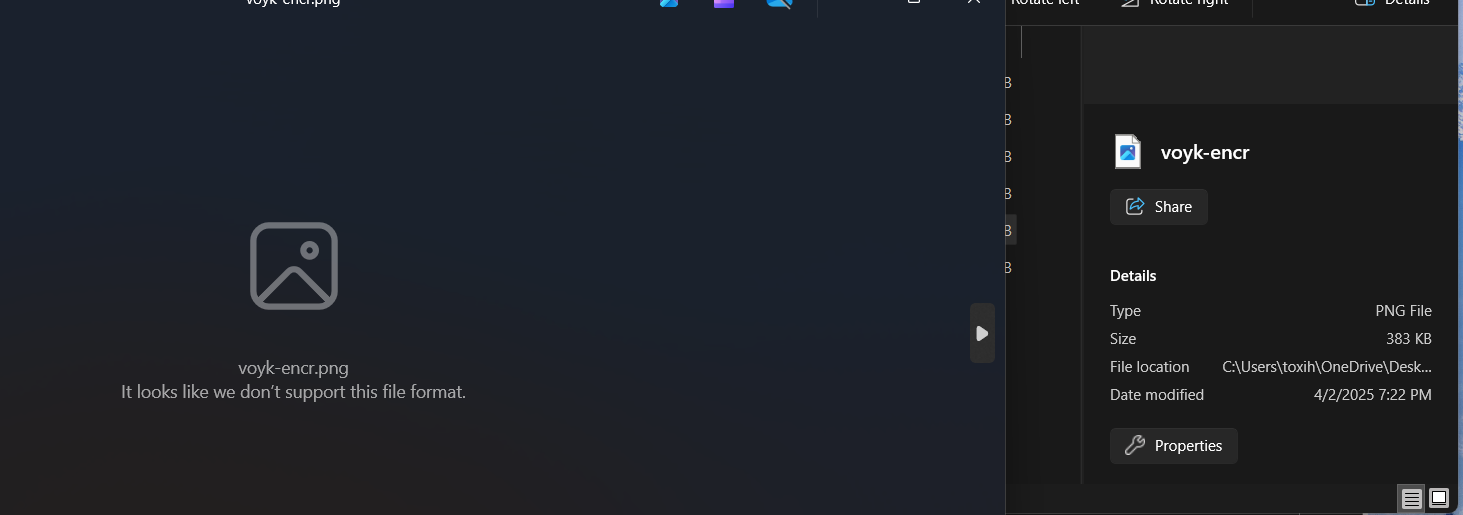 voyk-encr.png
Rotate left
Rotate right
Details
B
B
B
B
B
B
voyk-encr
Share
Details
Type PNG File
Size 383 KB
File location C:\Users\toxih\OneDrive\Desk...
Date modified 4/2/2025 7:22 PM
Properties
voyk-encr.png
It looks like we don't support this file format.